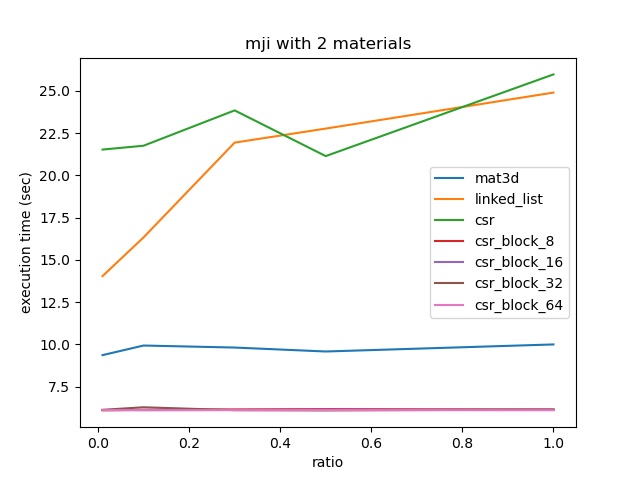 mji with 2 materials
execution time (sec)
25.0
22.5
20.0
17.5
15.0
12.5
10.0
7.5
mat3d
linked_list
csr
csr_block_8
csr_block_16
csr_block_32
csr_block_64
0.0 0.2 0.4 0.6 0.8 1.0
ratio